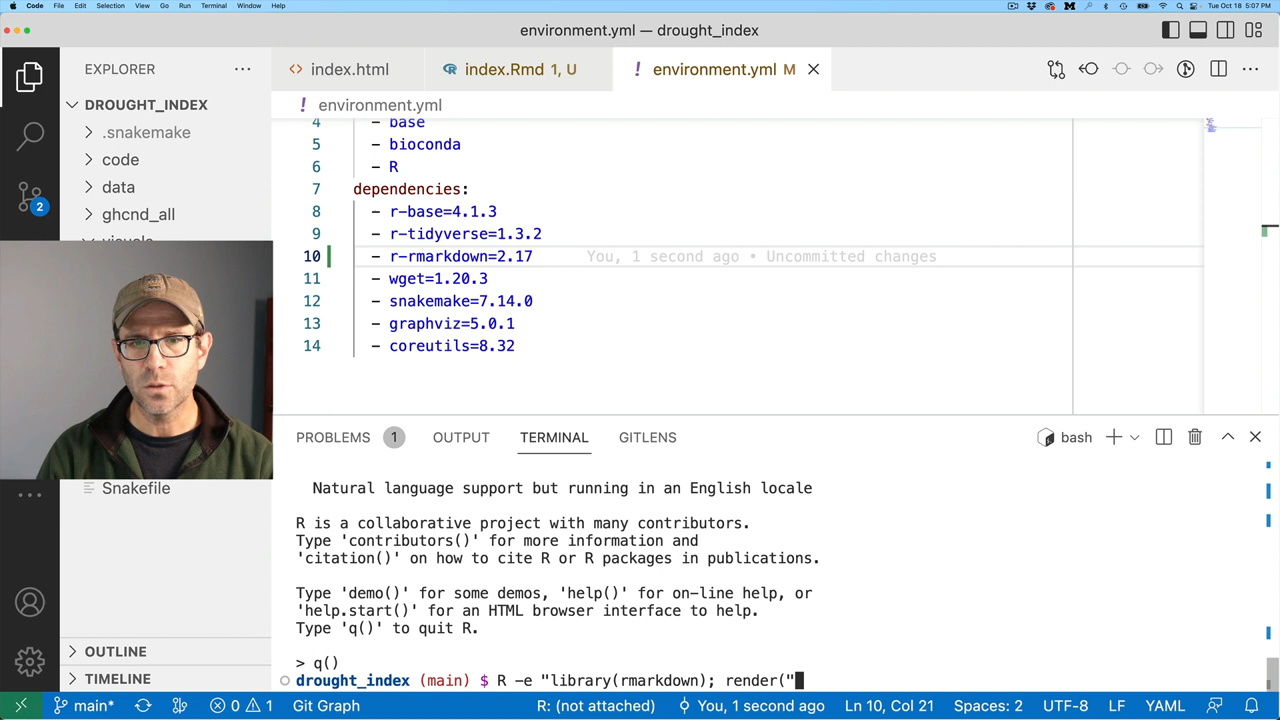 Code File Edit Selection View Go Run Terminal Window Help
Tue Oct 18 5:07 PM
environment.yml — drought_index
EXPLORER
index.html
index.Rmd 1, U
environment.yml M
DROUGHT_INDEX
.snakemake
code
data
ghcnd_all
visuals
Snakefile
OUTLINE
TIMELINE
2
environment.yml
4 - base
5 - bioconda
6 - R
7 dependencies:
8 - r-base=4.1.3
9 - r-tidyverse=1.3.2
10 - r-rmarkdown=2.17 You, 1 second ago • Uncommitted changes
11 - wget=1.20.3
12 - snakemake=7.14.0
13 - graphviz=5.0.1
14 - coreutils=8.32
PROBLEMS 1 OUTPUT TERMINAL GITLENS
bash
Natural language support but running in an English locale
R is a collaborative project with many contributors.
Type 'contributors()' for more information and
'citation()' on how to cite R or R packages in publications.
Type 'demo()' for some demos, 'help()' for on-line help, or
'help.start()' for an HTML browser interface to help.
Type 'q()' to quit R.
> q()
drought_index (main) $ R -e "library(rmarkdown); render("
main* 0 1 Git Graph R: (not attached) You, 1 second ago Ln 10, Col 21 Spaces: 2 UTF-8 LF YAML